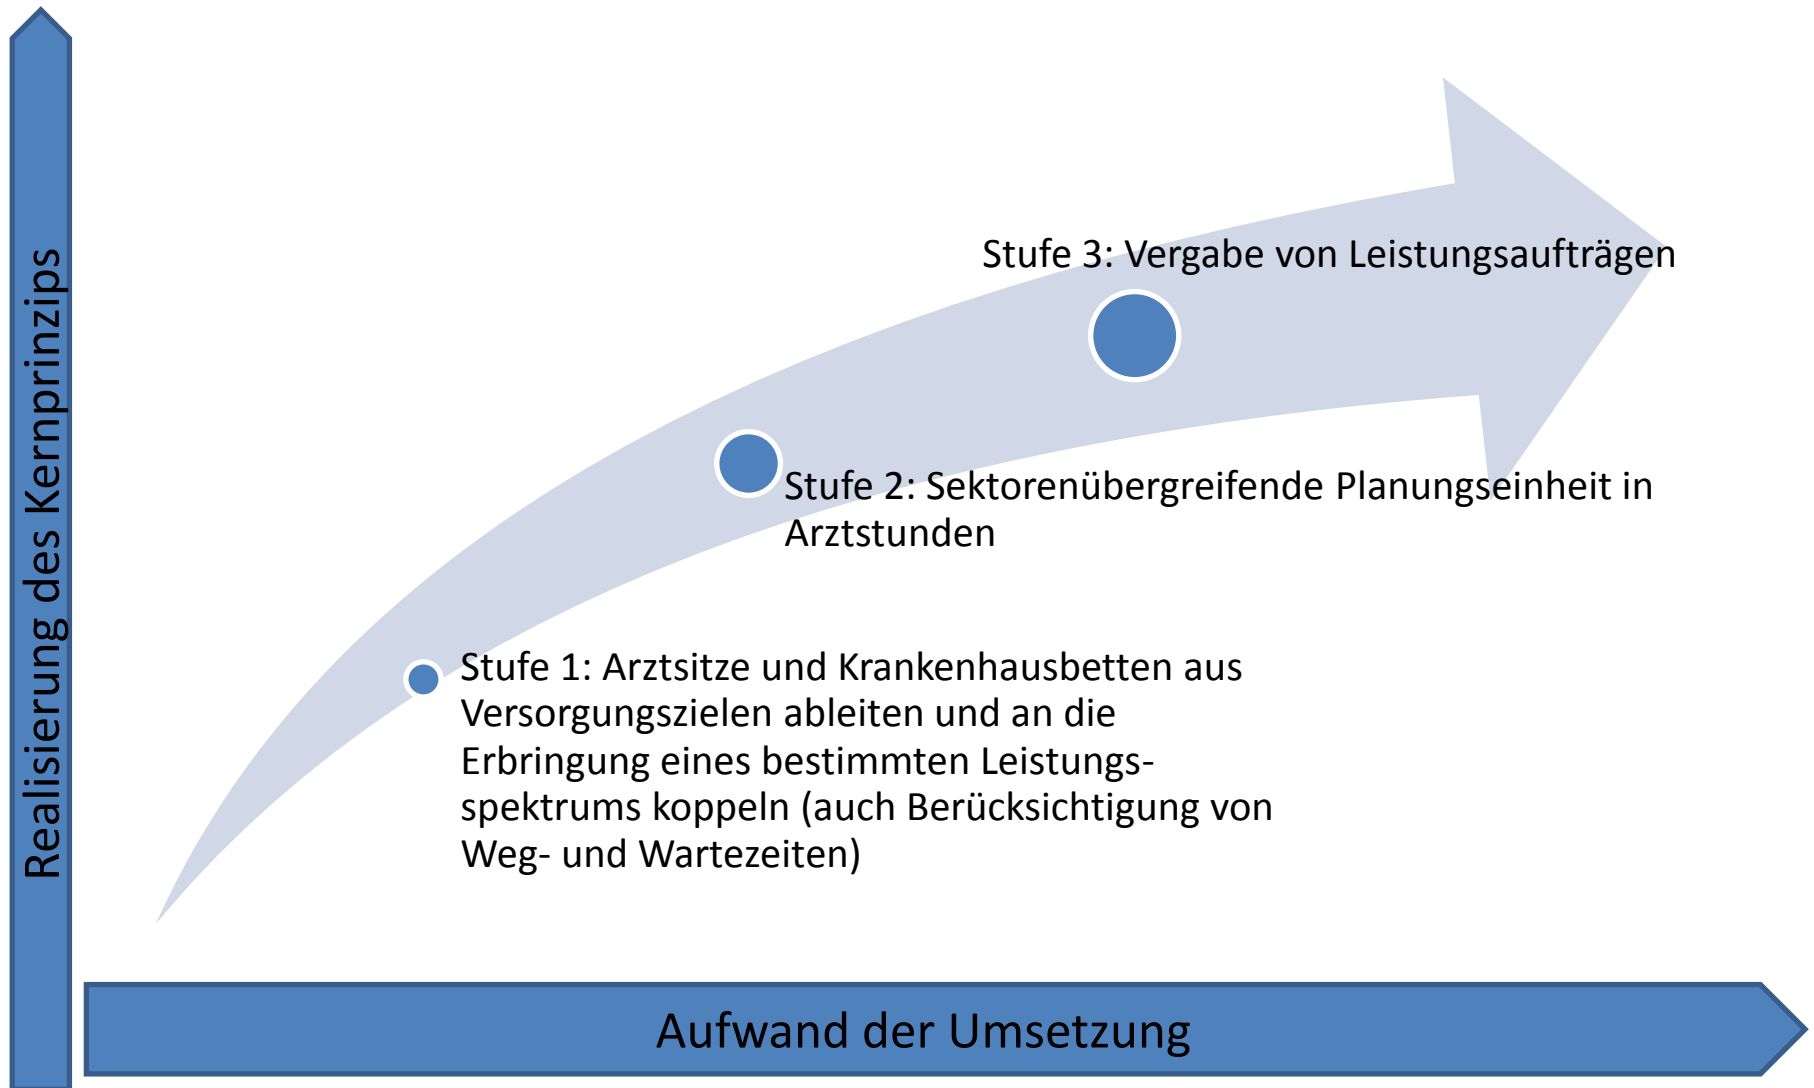 Realisierung des Kernprinzips
Stufe 3: Vergabe von Leistungsaufträgen
Stufe 2: Sektorenübergreifende Planungseinheit in
Arztstunden
Stufe 1: Arztsitze und Krankenhausbetten aus
Versorgungszielen ableiten und an die
Erbringung eines bestimmten Leistungs-
spektrums koppeln (auch Berücksichtigung von
Weg- und Wartezeiten)
Aufwand der Umsetzung